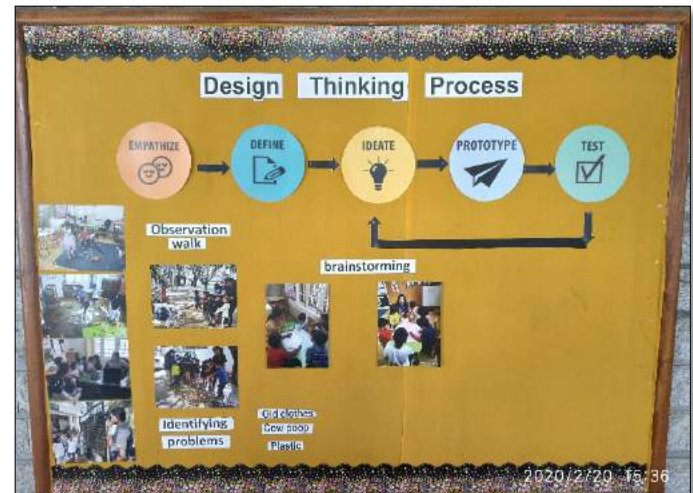 Design Thinking Process
EMPATHIZE
DEFINE
IDEATE
PROTOTYPE
TEST
Observation
walk
brainstorming
Identifying
problems
Old clothes
Cow poop
Plastic
2020/2/20 15:36